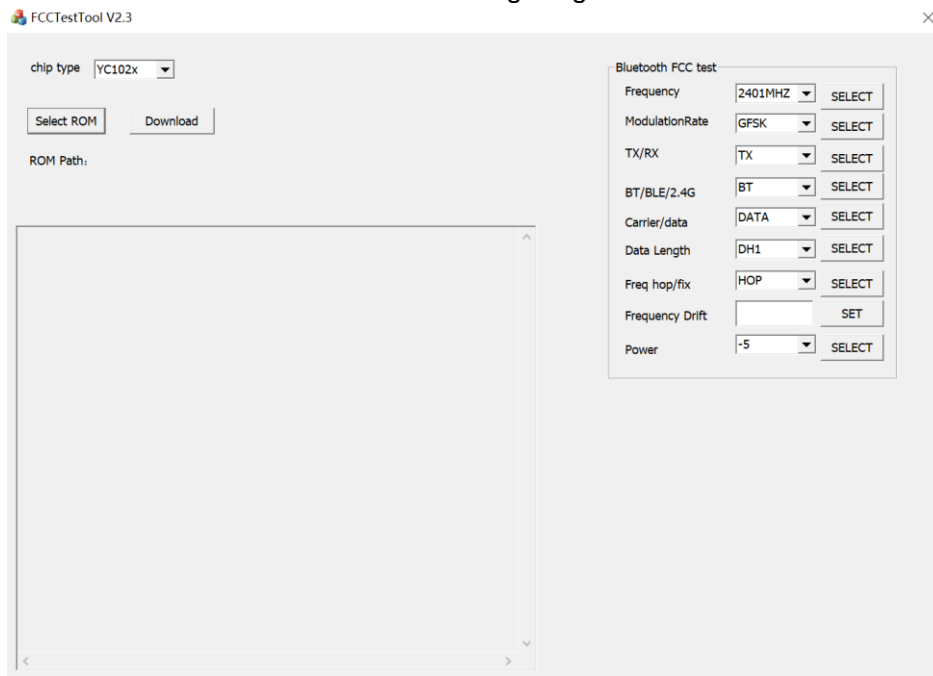 FCCTestTool V2.3
chip type YC102x
Select ROM Download
ROM Path:
Bluetooth FCC test
Frequency 2401MHZ SELECT
ModulationRate GFSK SELECT
TX/RX TX SELECT
BT/BLE/2.4G BT SELECT
Carrier/data DATA SELECT
Data Length DH1 SELECT
Freq hop/fix HOP SELECT
Frequency Drift SET
Power -5 SELECT